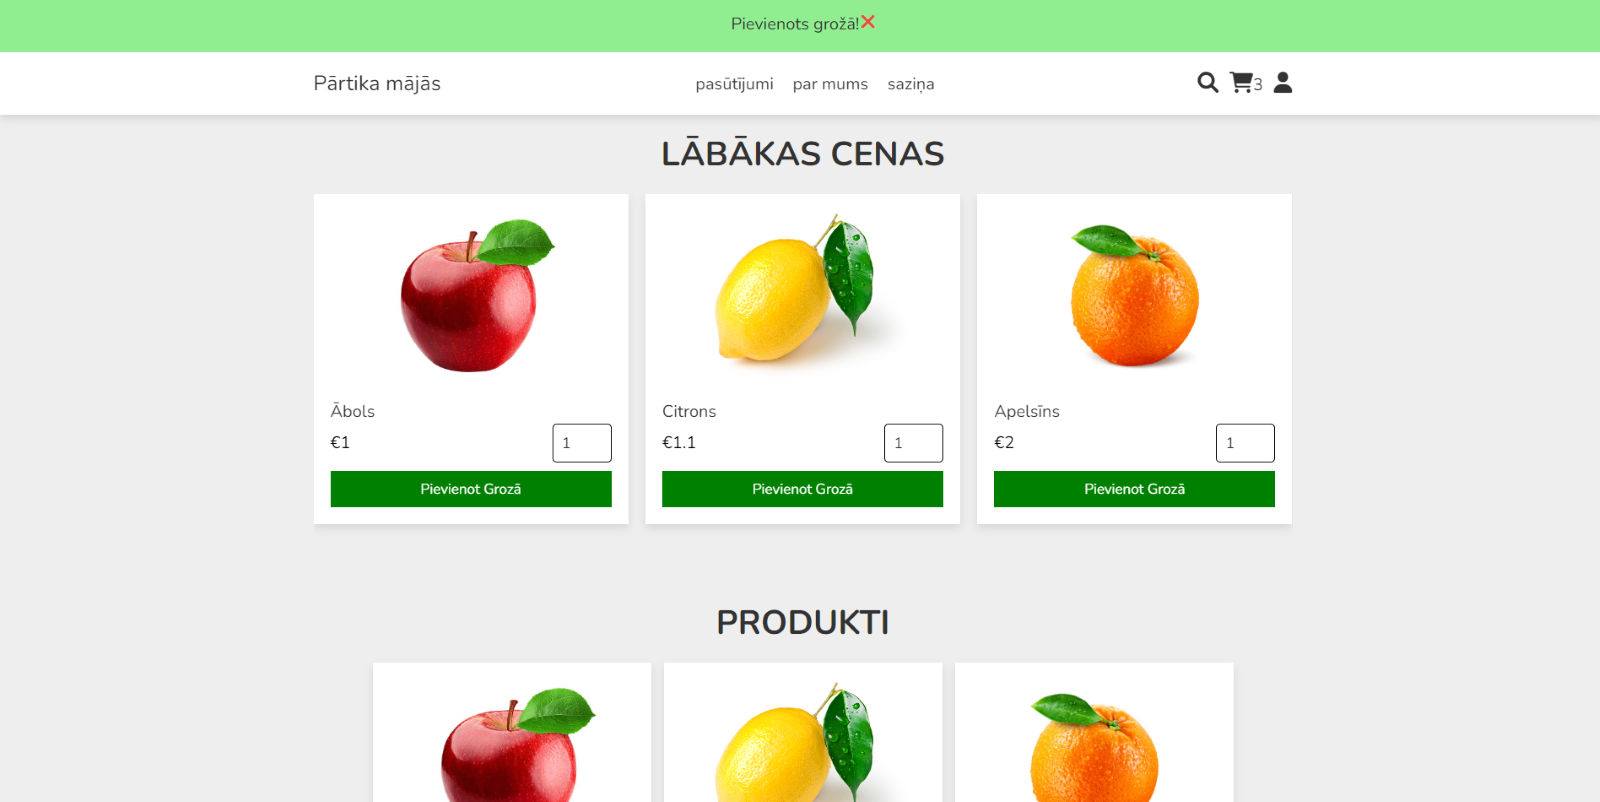 Pievienots grožā!
Pārtika mājās
pasūtījumi par mums saziņa
3
LĀBĀKAS CENAS
Ābols
€1
1
Pievienot Grozā
Citrons
€1.1
1
Pievienot Grozā
Apelsīns
€2
1
Pievienot Grozā
PRODUKTI